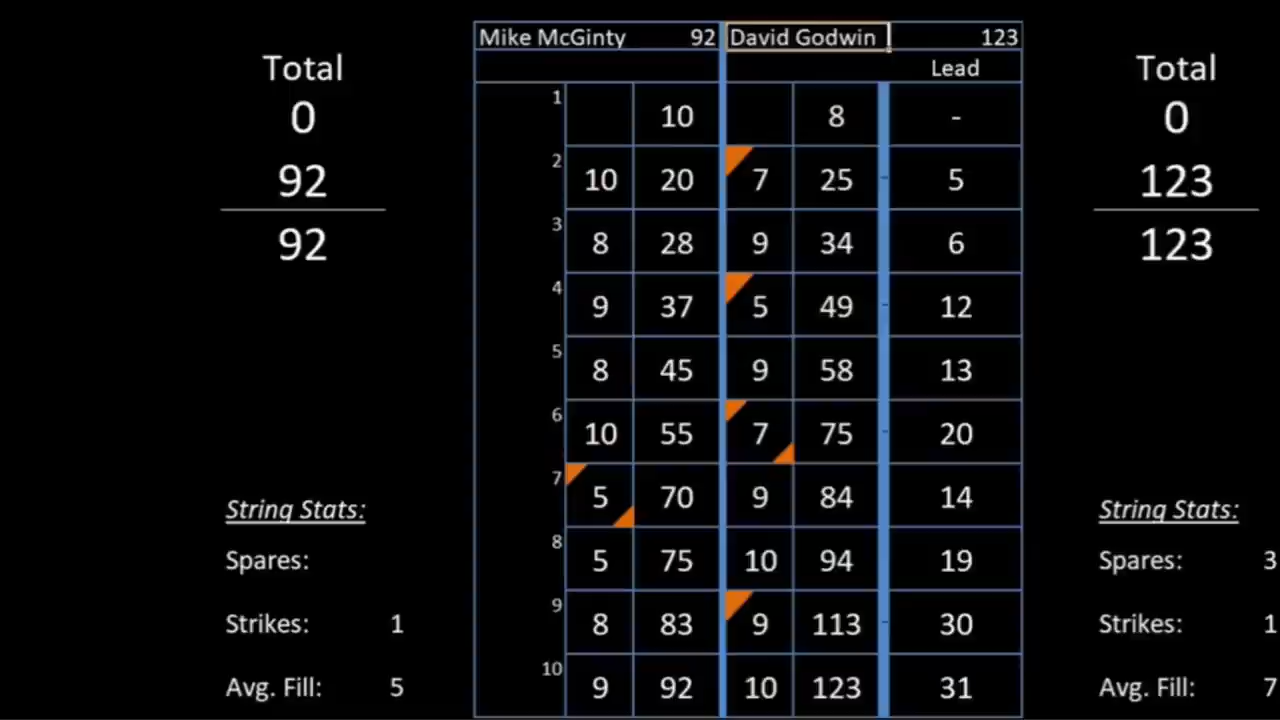 Mike McGinty 92 David Godwin 123
Lead
Total
0
92
92
1 10 8 -
2 10 20 7 25 5
3 8 28 9 34 6
4 9 37 5 49 12
5 8 45 9 58 13
6 10 55 7 75 20
7 5 70 9 84 14
8 5 75 10 94 19
9 8 83 9 113 30
10 9 92 10 123 31
String Stats:
Spares:
Strikes: 1
Avg. Fill: 5
Total
0
123
123
String Stats:
Spares: 3
Strikes: 1
Avg. Fill: 7